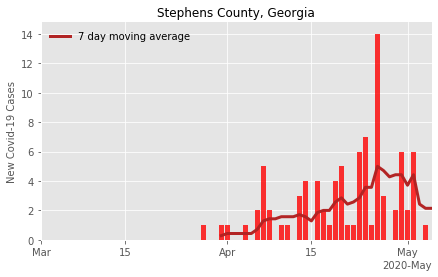 Stephens County, Georgia
7 day moving average
New Covid-19 Cases
14
12
10
8
6
4
2
0
Mar 15 Apr 15 May
2020-May